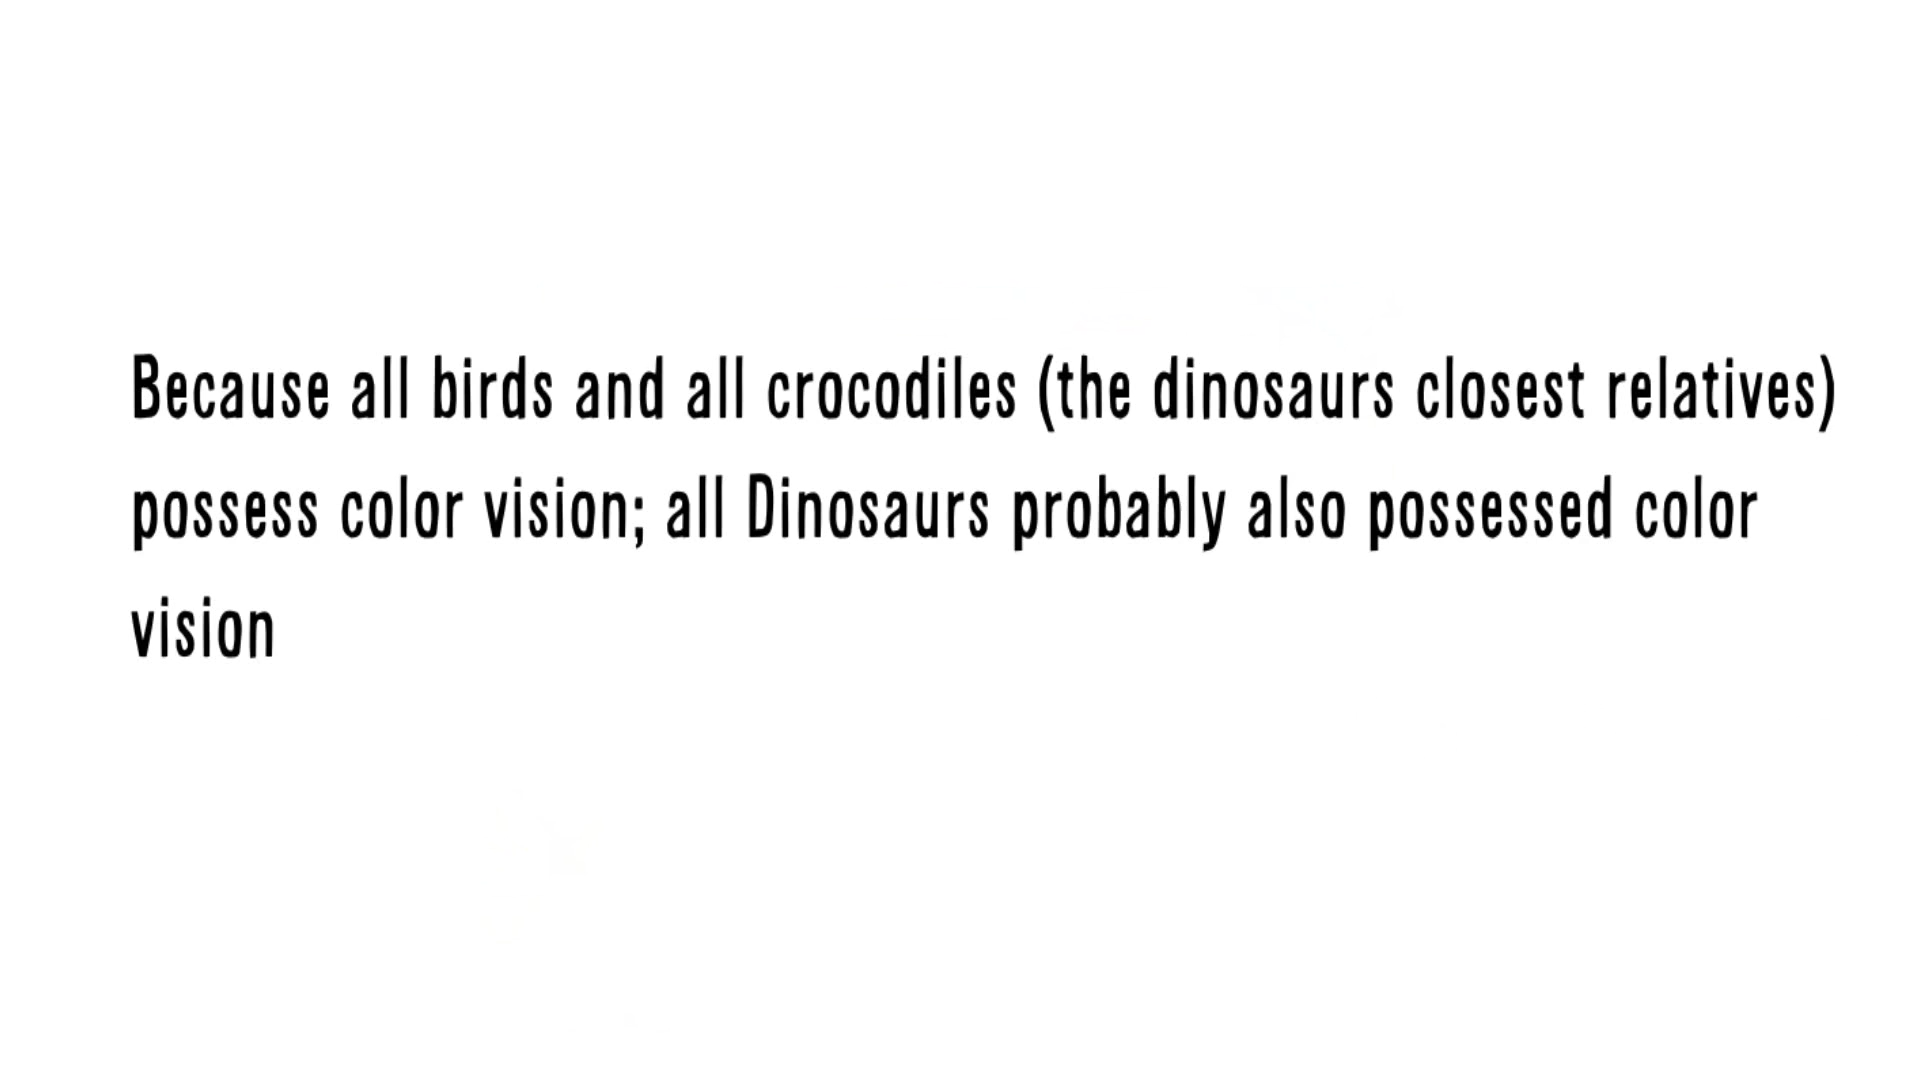 Because all birds and all crocodiles (the dinosaurs closest relatives)
possess color vision; all Dinosaurs probably also possessed color
vision